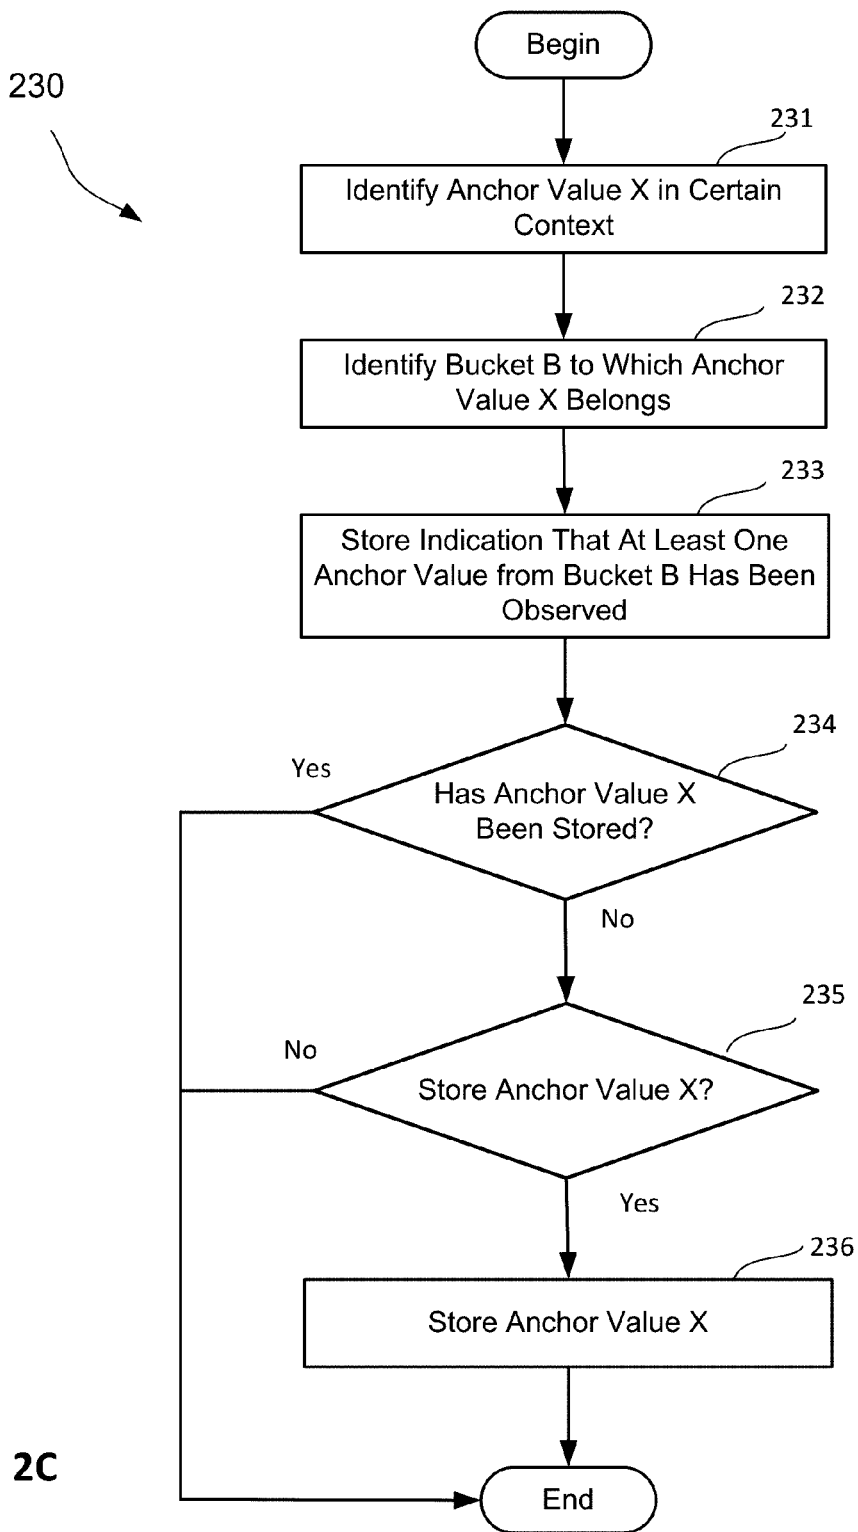 Begin
230
231
Identify Anchor Value X in Certain
Context
232
Identify Bucket B to Which Anchor
Value X Belongs
233
Store Indication That At Least One
Anchor Value from Bucket B Has Been
Observed
234
Yes
Has Anchor Value X
Been Stored?
No
235
No
Store Anchor Value X?
Yes
236
Store Anchor Value X
2C
End